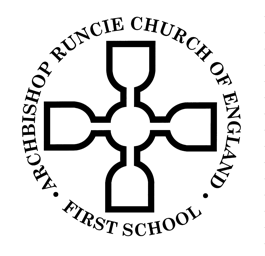 · ARCHBISHOP RUNCIE CHURCH OF ENGLAND ·
FIRST SCHOOL